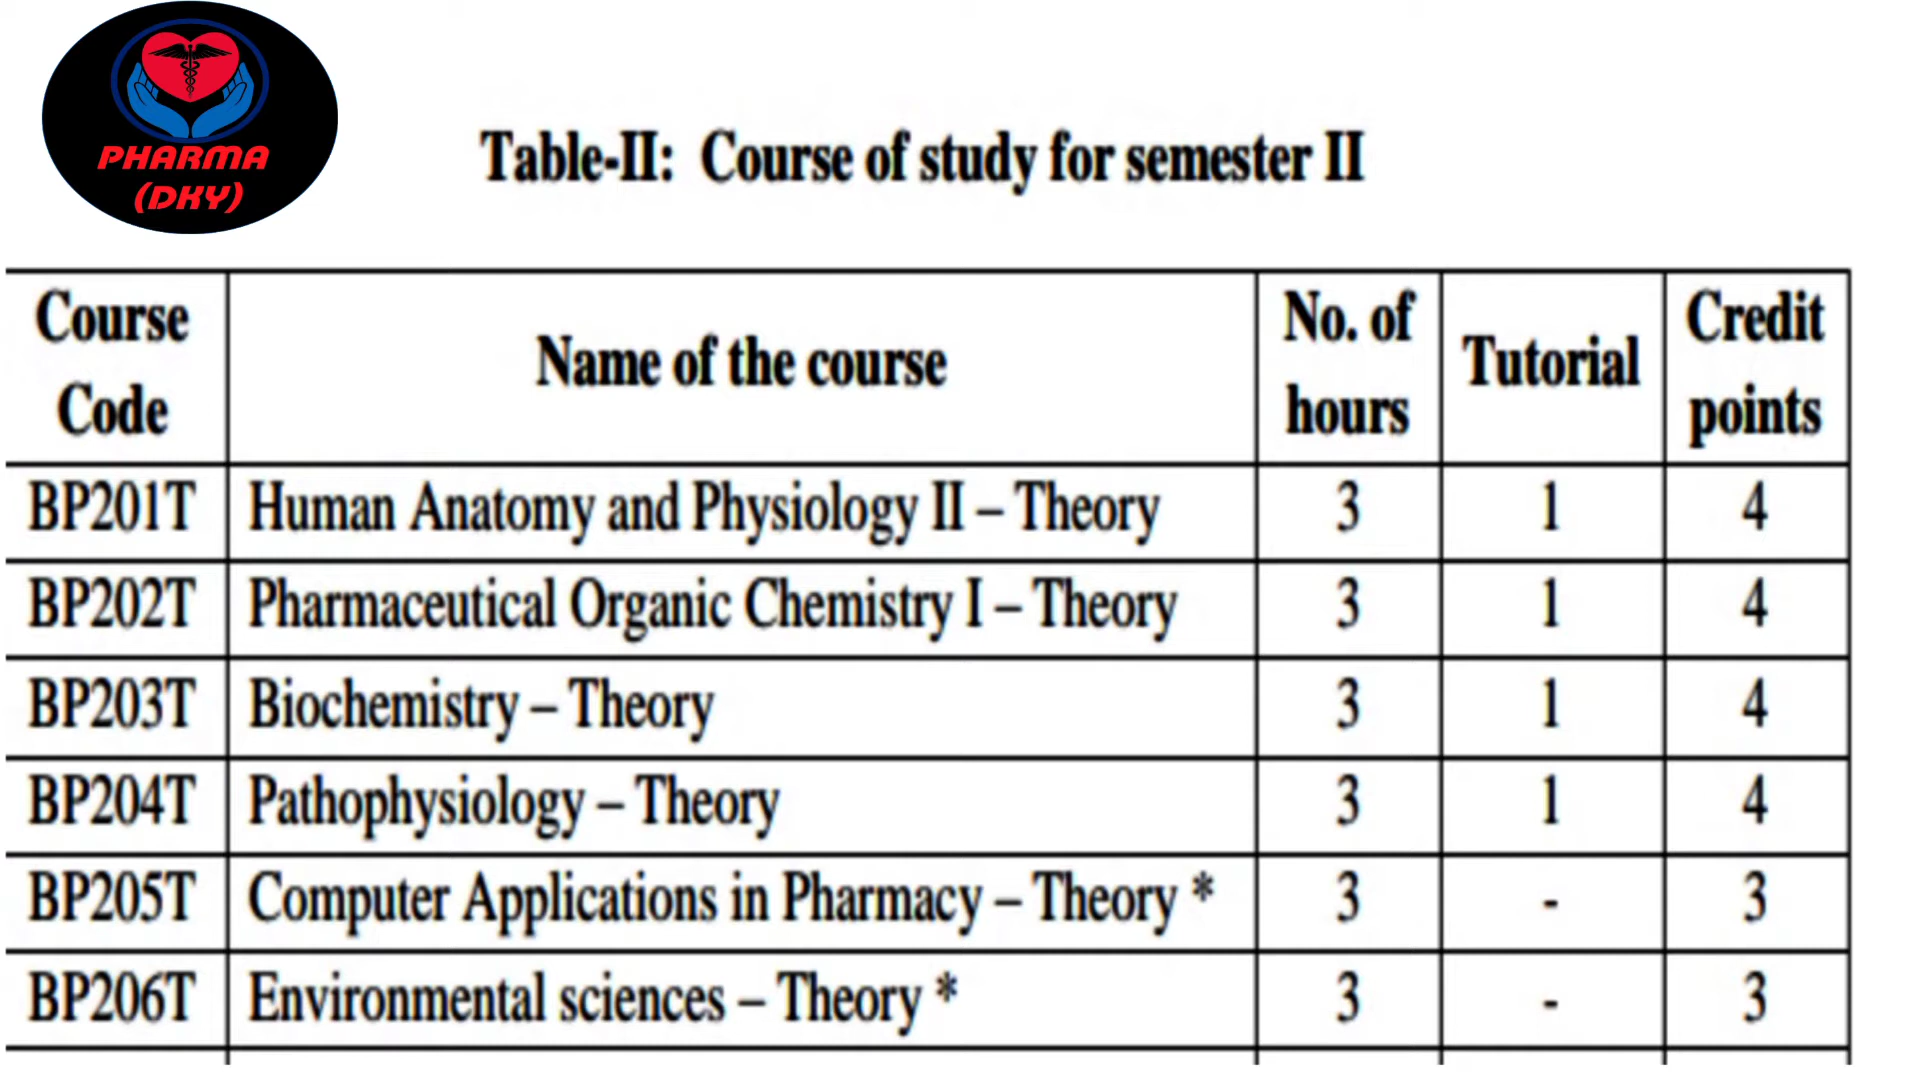 PHARMA
(DKY)
Table-II: Course of study for semester II
Course Code Name of the course No. of hours Tutorial Credit points
BP201T Human Anatomy and Physiology II – Theory 3 1 4
BP202T Pharmaceutical Organic Chemistry I – Theory 3 1 4
BP203T Biochemistry – Theory 3 1 4
BP204T Pathophysiology – Theory 3 1 4
BP205T Computer Applications in Pharmacy – Theory * 3 - 3
BP206T Environmental sciences – Theory * 3 - 3